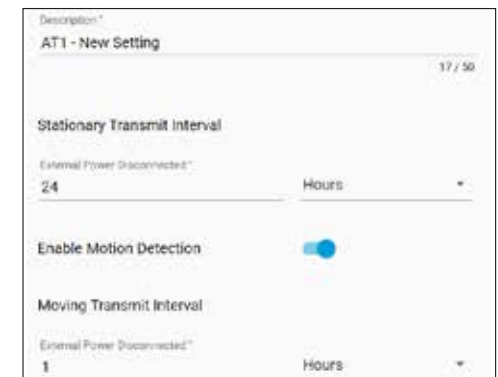 Description *
AT1 - New Setting
17 / 50
Stationary Transmit Interval
External Power Disconnected *
24 Hours
Enable Motion Detection
Moving Transmit Interval
External Power Disconnected *
1 Hours